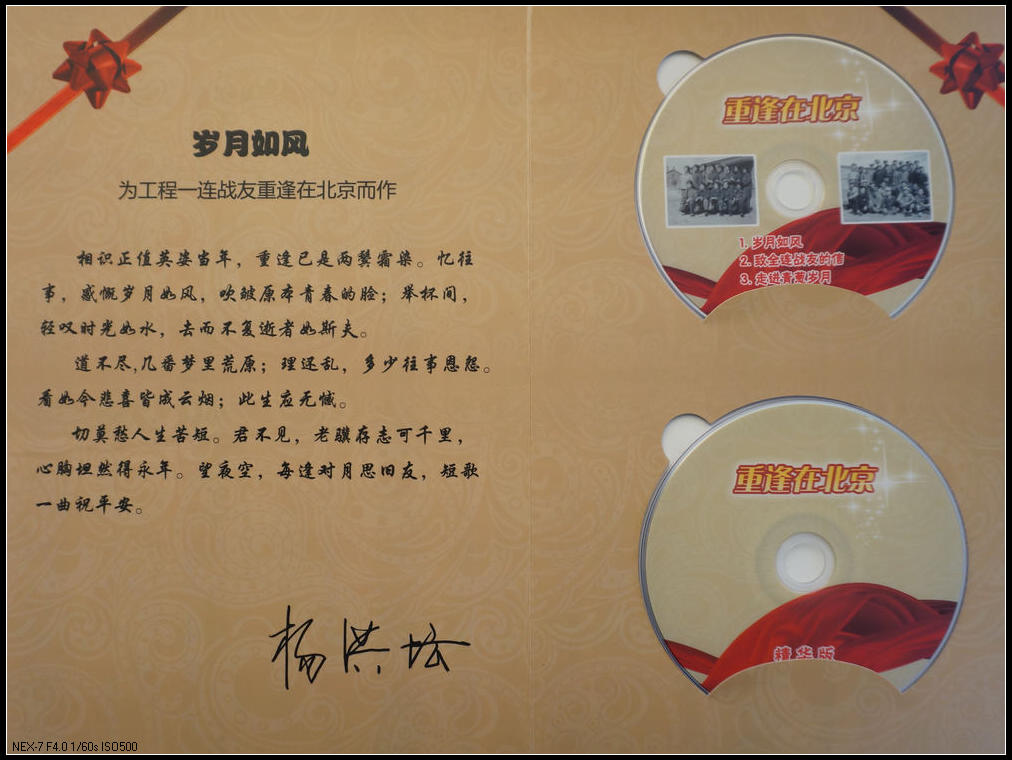 岁月如风
为工程一连战友重逢在北京而作
相识正值英姿当年，重逢已是两鬓霜染。忆往
事，感慨岁月如风，吹皱原本青春的脸；举杯间，
轻叹时光如水，去而不复逝者如斯夫。
道不尽,几番梦里荒原；理还乱，多少往事恩怨。
看如今悲喜皆成云烟；此生应无憾。
切莫愁人生苦短。君不见，老骥存志可千里，
心胸坦然得永年。望夜空，每逢对月思旧友，短歌
一曲祝平安。
杨洪
重逢在北京
1. 岁月如风
2. 致全连战友的信
3. 走进青葱岁月
重逢在北京
精华版
NEX-7 F4.0 1/60s ISO500